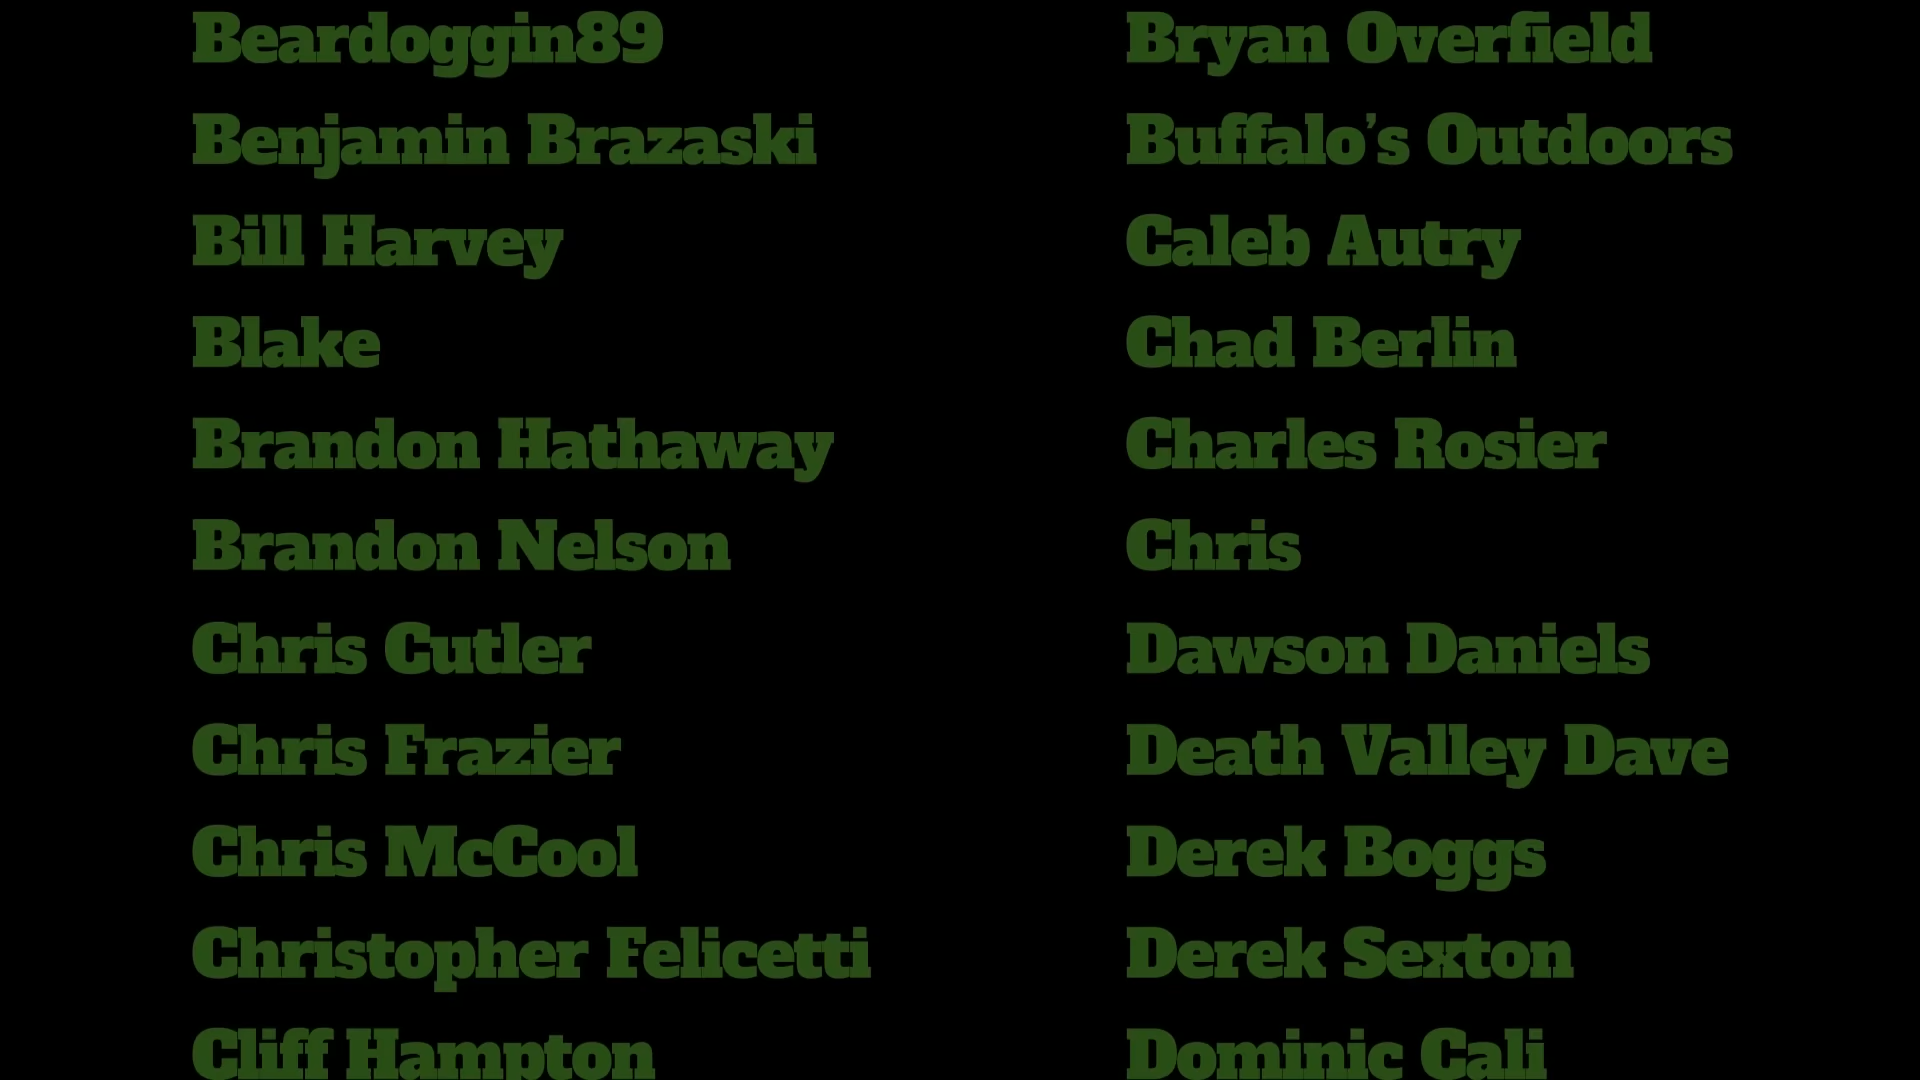 Beardoggin89
Benjamin Brazaski
Bill Harvey
Blake
Brandon Hathaway
Brandon Nelson
Chris Cutler
Chris Frazier
Chris McCool
Christopher Felicetti
Cliff Hampton
Bryan Overfield
Buffalo’s Outdoors
Caleb Autry
Chad Berlin
Charles Rosier
Chris
Dawson Daniels
Death Valley Dave
Derek Boggs
Derek Sexton
Dominic Cali